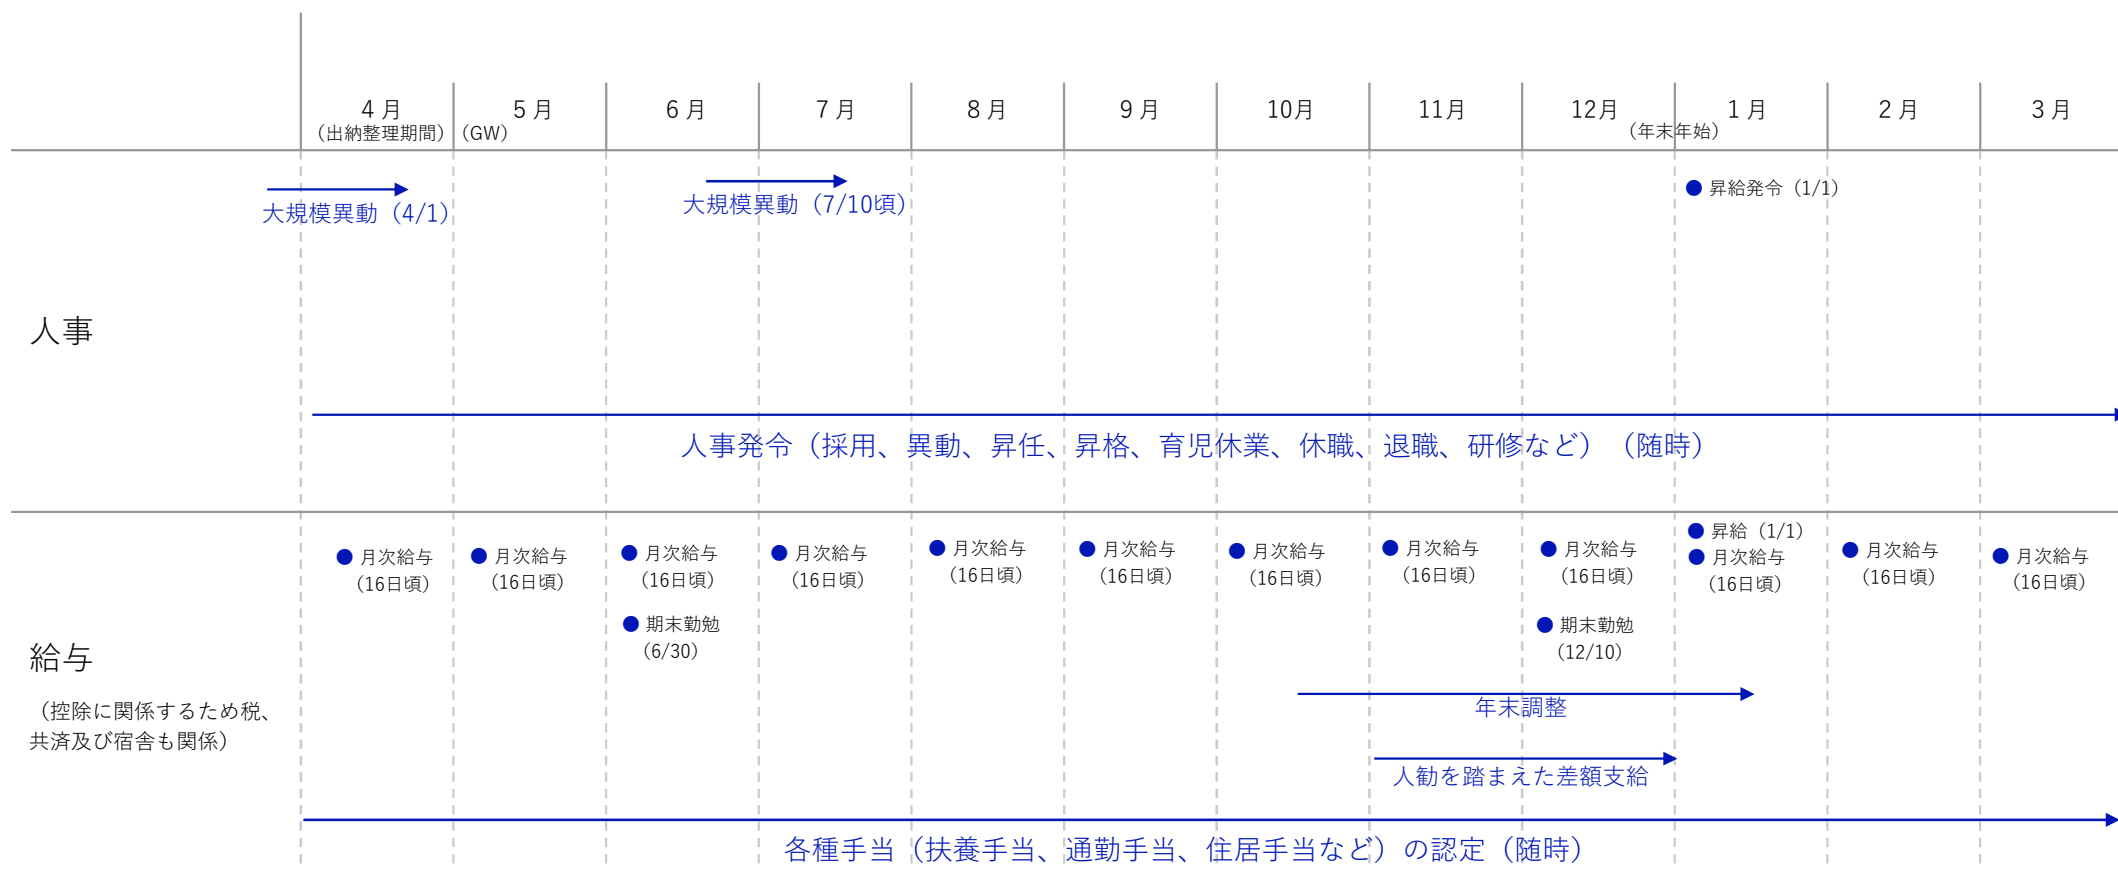 4月 5月 6月 7月 8月 9月 10月 11月 12月 1月 2月 3月
（出納整理期間） （GW） （年末年始）
大規模異動（4/1） 大規模異動（7/10頃） 昇給発令（1/1）
人事
人事発令（採用、異動、昇任、昇格、育児休業、休職、退職、研修など）（随時）
昇給（1/1）
月次給与 月次給与 月次給与 月次給与 月次給与 月次給与 月次給与 月次給与 月次給与 月次給与 月次給与 月次給与
（16日頃） （16日頃） （16日頃） （16日頃） （16日頃） （16日頃） （16日頃） （16日頃） （16日頃） （16日頃） （16日頃） （16日頃）
期末勤勉 期末勤勉
（6/30） （12/10）
給与
（控除に関係するため税、
共済及び宿舎も関係）
年末調整
人勧を踏まえた差額支給
各種手当（扶養手当、通勤手当、住居手当など）の認定（随時）